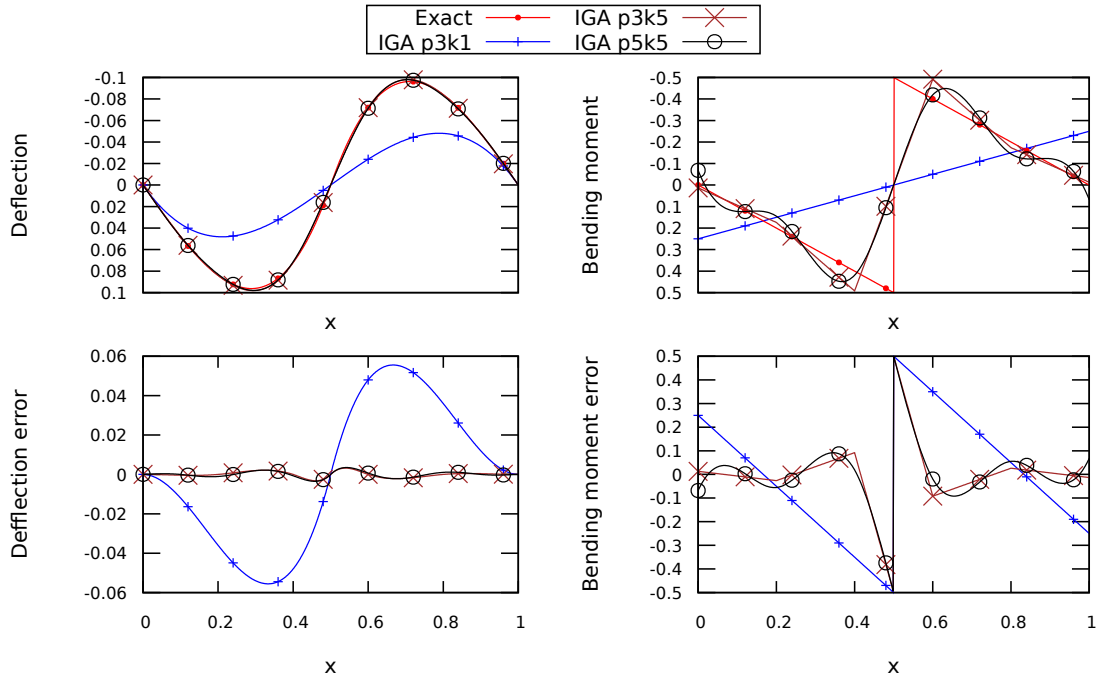 Exact
IGA p3k1
IGA p3k5
IGA p5k5
Deflection
-0.1
-0.08
-0.06
-0.04
-0.02
0
0.02
0.04
0.06
0.08
0.1
x
Bending moment
-0.5
-0.4
-0.3
-0.2
-0.1
0
0.1
0.2
0.3
0.4
0.5
x
Defflection error
0.06
0.04
0.02
0
-0.02
-0.04
-0.06
0 0.2 0.4 0.6 0.8 1
x
Bending moment error
0.5
0.4
0.3
0.2
0.1
0
-0.1
-0.2
-0.3
-0.4
-0.5
0 0.2 0.4 0.6 0.8 1
x